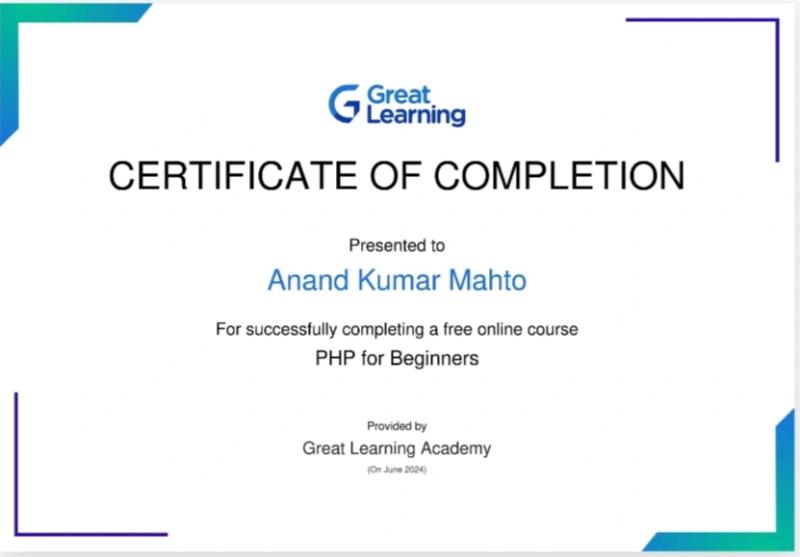 Great
Learning
CERTIFICATE OF COMPLETION
Presented to
Anand Kumar Mahto
For successfully completing a free online course
PHP for Beginners
Provided by
Great Learning Academy
(On June 2024)